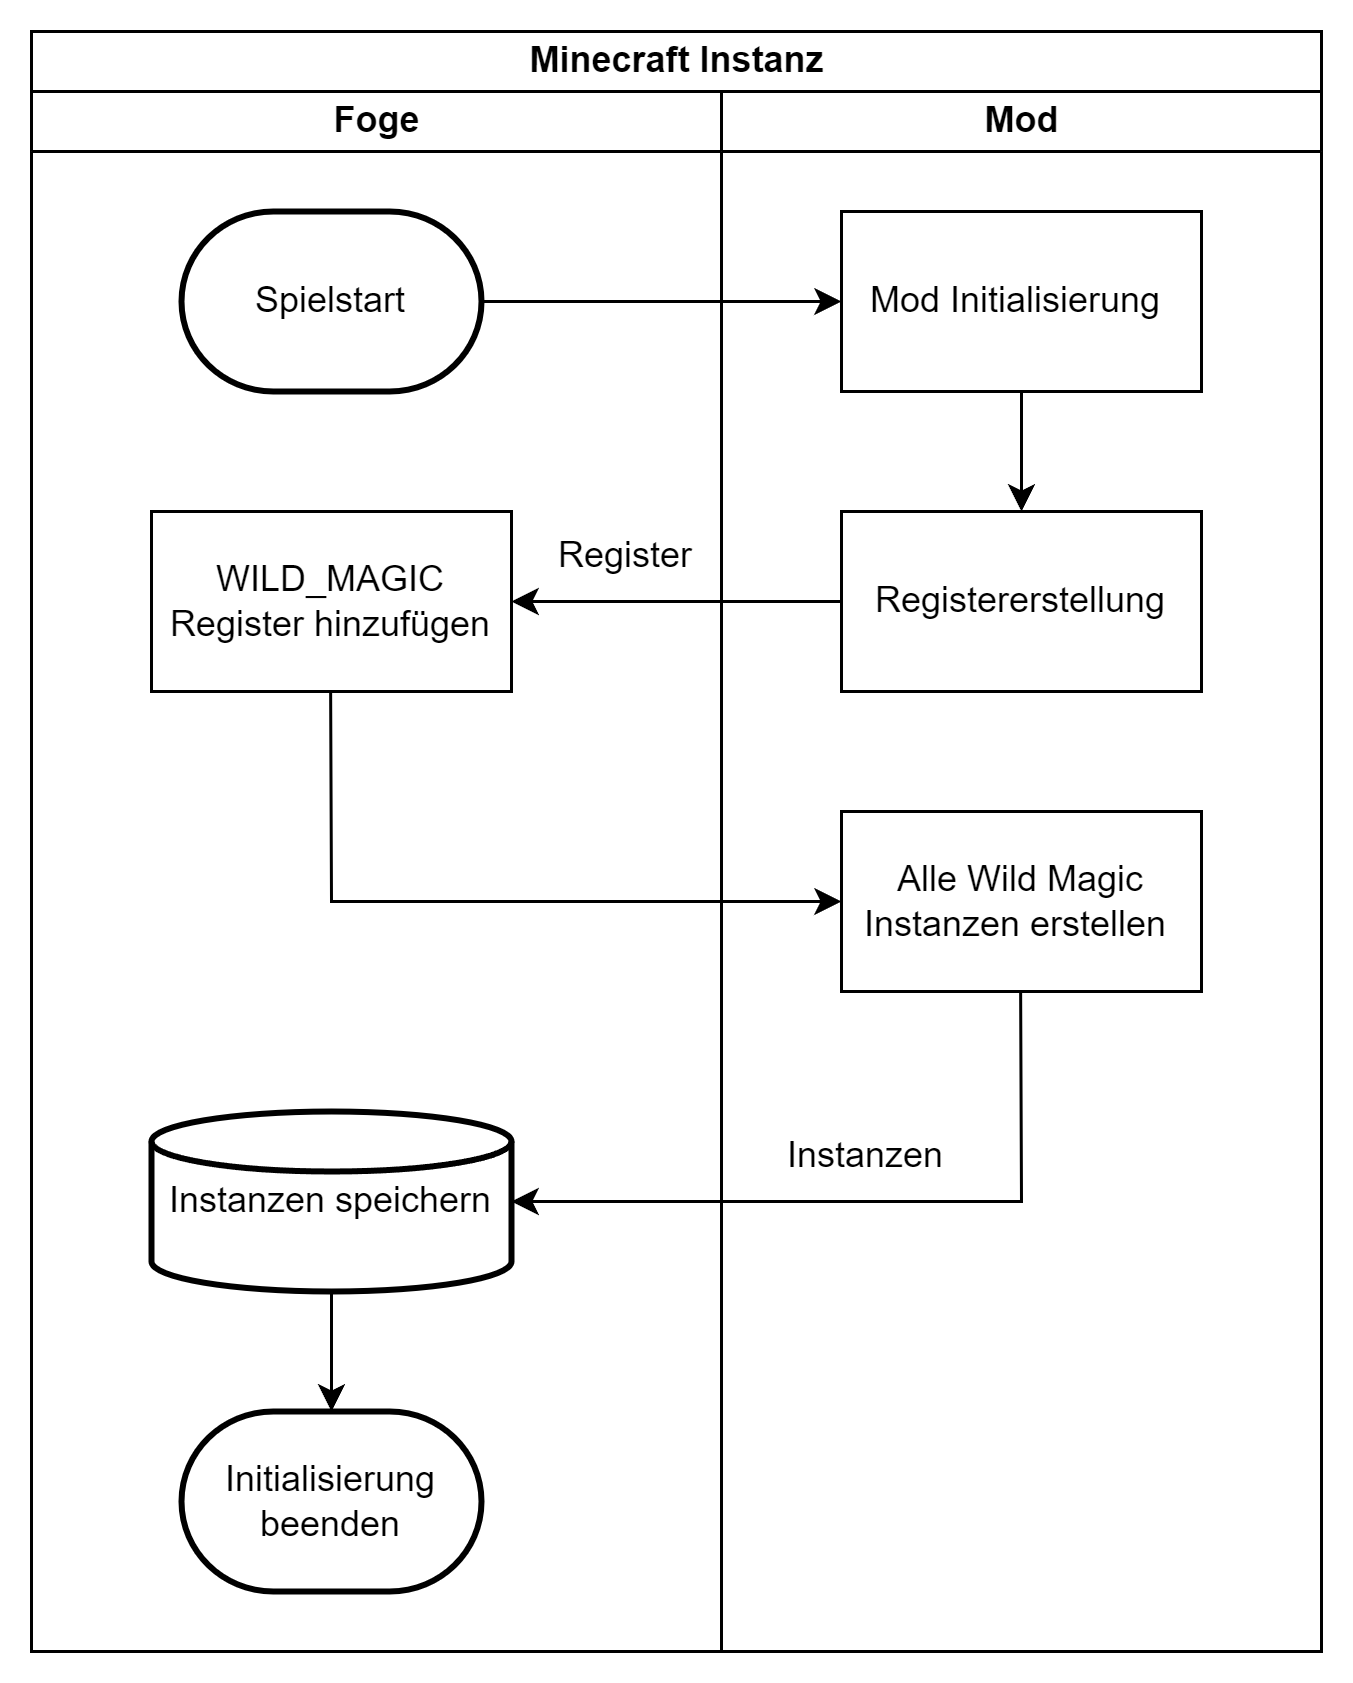 Minecraft Instanz
Foge
Mod
Spielstart
Mod Initialisierung
WILD_MAGIC
Register hinzufügen
Register
Registererstellung
Alle Wild Magic
Instanzen erstellen
Instanzen
Instanzen speichern
Initialisierung
beenden